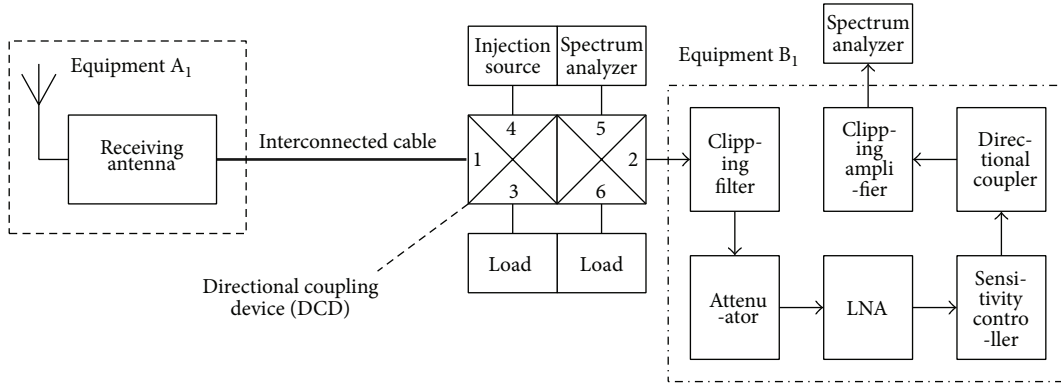 Equipment A1
Receiving
antenna
Interconnected cable
Injection
source
Spectrum
analyzer
4
5
1
2
3
6
Load
Load
Directional coupling
device (DCD)
Equipment B1
Spectrum
analyzer
Clipp-
ing
filter
Clipp-
ing
ampli
-fier
Direc-
tional
coupler
Attenu
-ator
LNA
Sensi-
tivity
contro
-ller